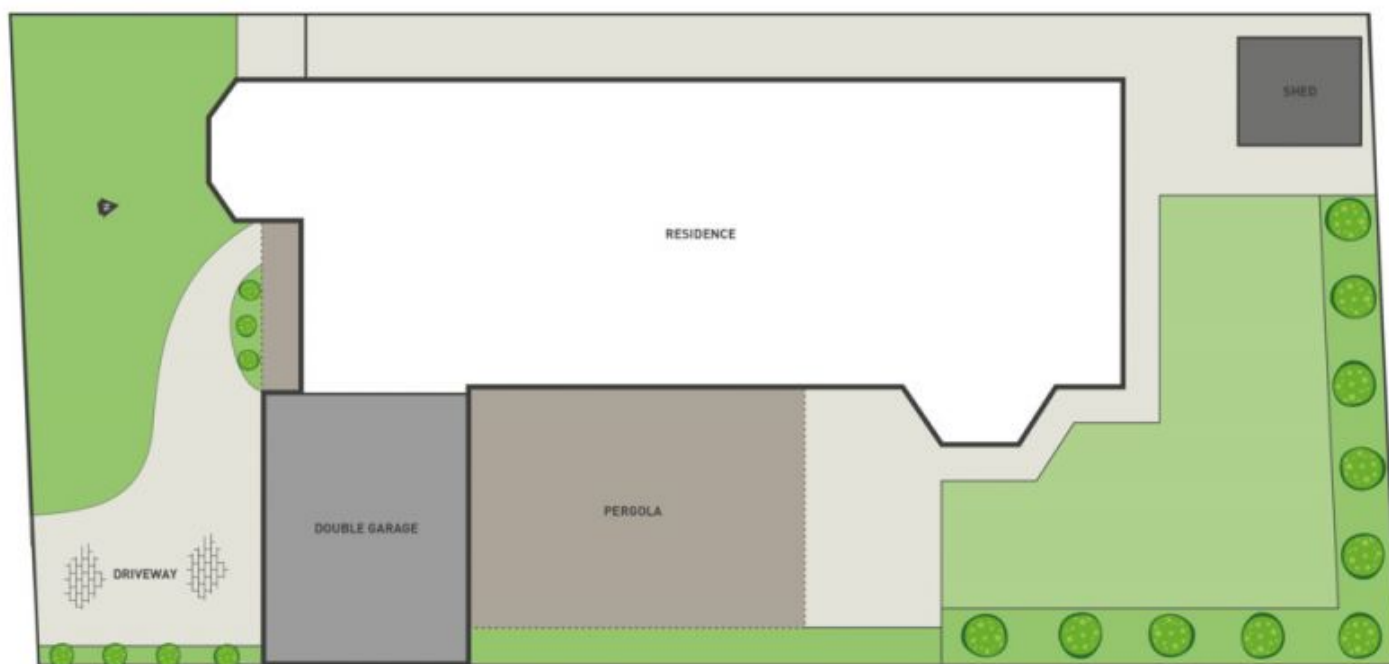 SHED
RESIDENCE
DOUBLE GARAGE
PERGOLA
DRIVEWAY